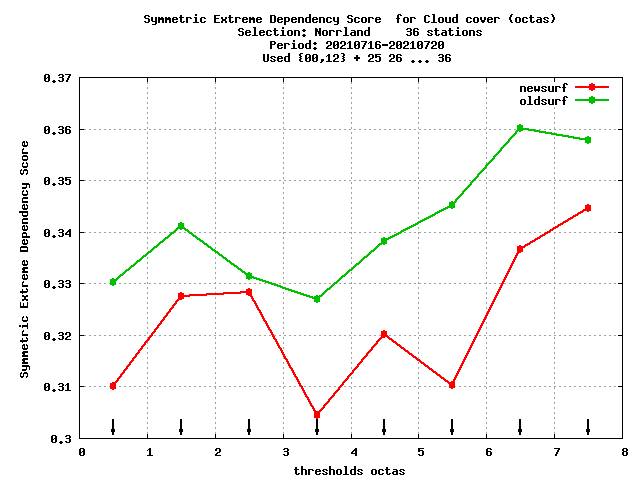 Symmetric Extreme Dependency Score  for Cloud cover (octas)
Selection: Norrland     36 stations
Period: 20210716-20210720
Used {00,12} + 25 26 ... 36
newsurf
oldsurf
Symmetric Extreme Dependency Score
0.37
0.36
0.35
0.34
0.33
0.32
0.31
0.3
0 1 2 3 4 5 6 7 8
thresholds octas